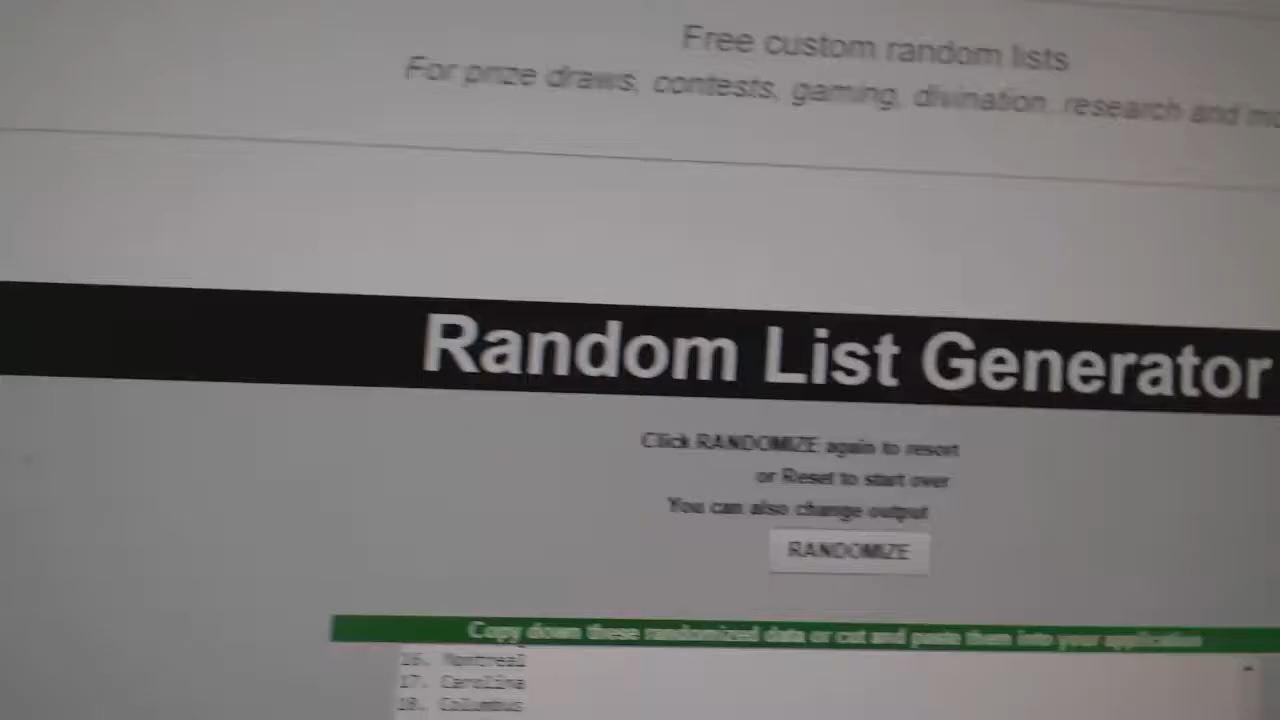 Free custom random lists
For prize draws, contests, gaming, divination, research and mo
Random List Generator
Click RANDOMIZE again to resort
or Reset to start over
You can also change output
RANDOMIZE
Copy down these randomized data or cut and paste them into your application
16. Montreal
17. Carolina
18. Columbus